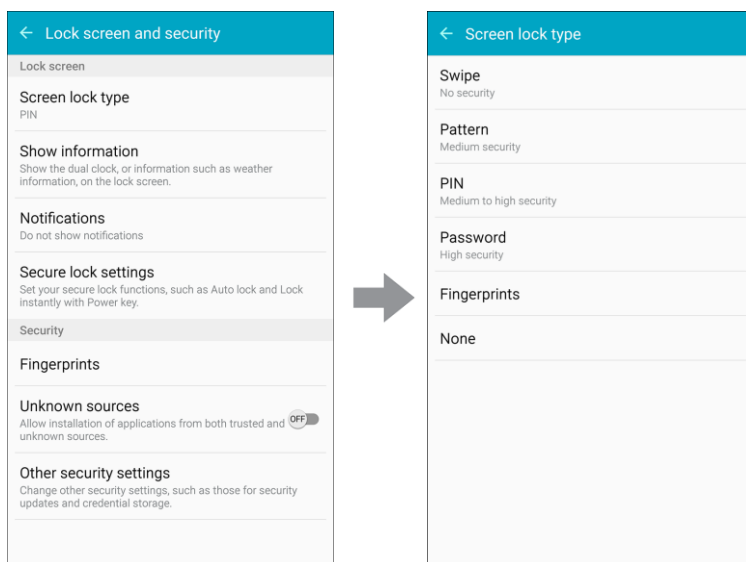 Lock screen and security
Lock screen
Screen lock type
PIN
Show information
Show the dual clock, or information such as weather
information, on the lock screen.
Notifications
Do not show notifications
Secure lock settings
Set your secure lock functions, such as Auto lock and Lock
instantly with Power key.
Security
Fingerprints
Unknown sources
Allow installation of applications from both trusted and
unknown sources.
OFF
Other security settings
Change other security settings, such as those for security
updates and credential storage.
Screen lock type
Swipe
No security
Pattern
Medium security
PIN
Medium to high security
Password
High security
Fingerprints
None